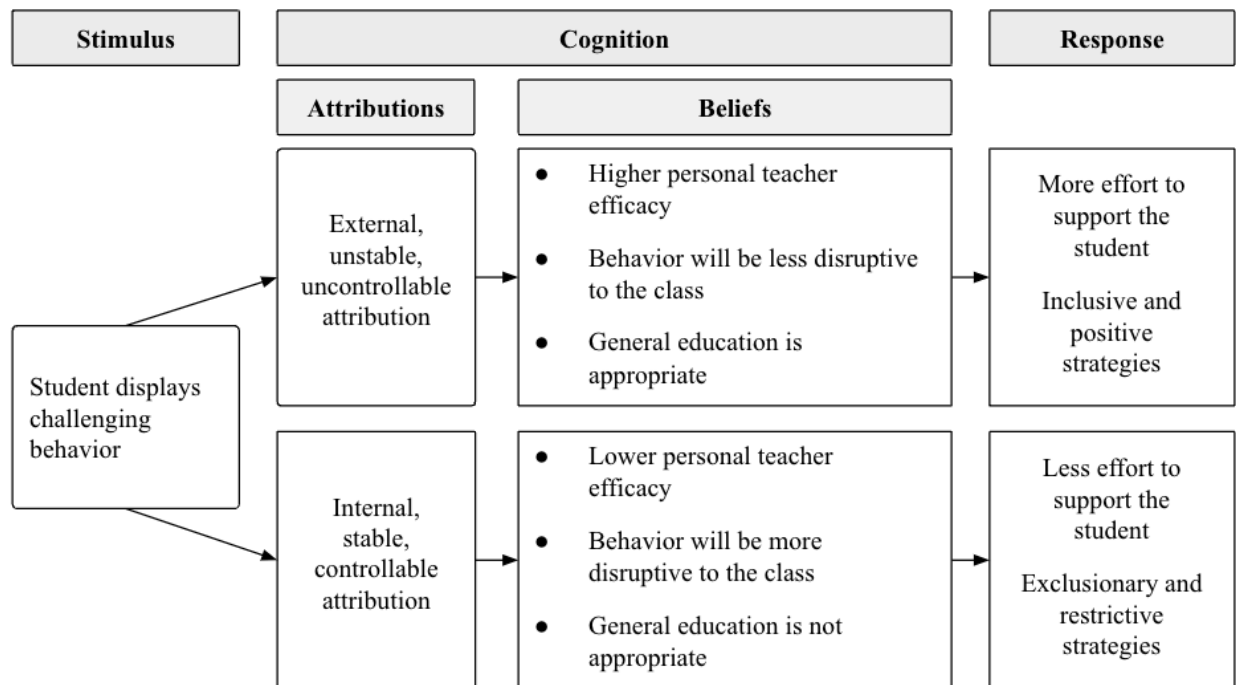 Stimulus
Cognition
Response
Attributions
Beliefs
Student displays
challenging
behavior
External,
unstable,
uncontrollable
attribution
● Higher personal teacher
efficacy
● Behavior will be less disruptive
to the class
● General education is
appropriate
More effort to
support the
student
Inclusive and
positive
strategies
Internal,
stable,
controllable
attribution
● Lower personal teacher
efficacy
● Behavior will be more
disruptive to the class
● General education is not
appropriate
Less effort to
support the
student
Exclusionary and
restrictive
strategies